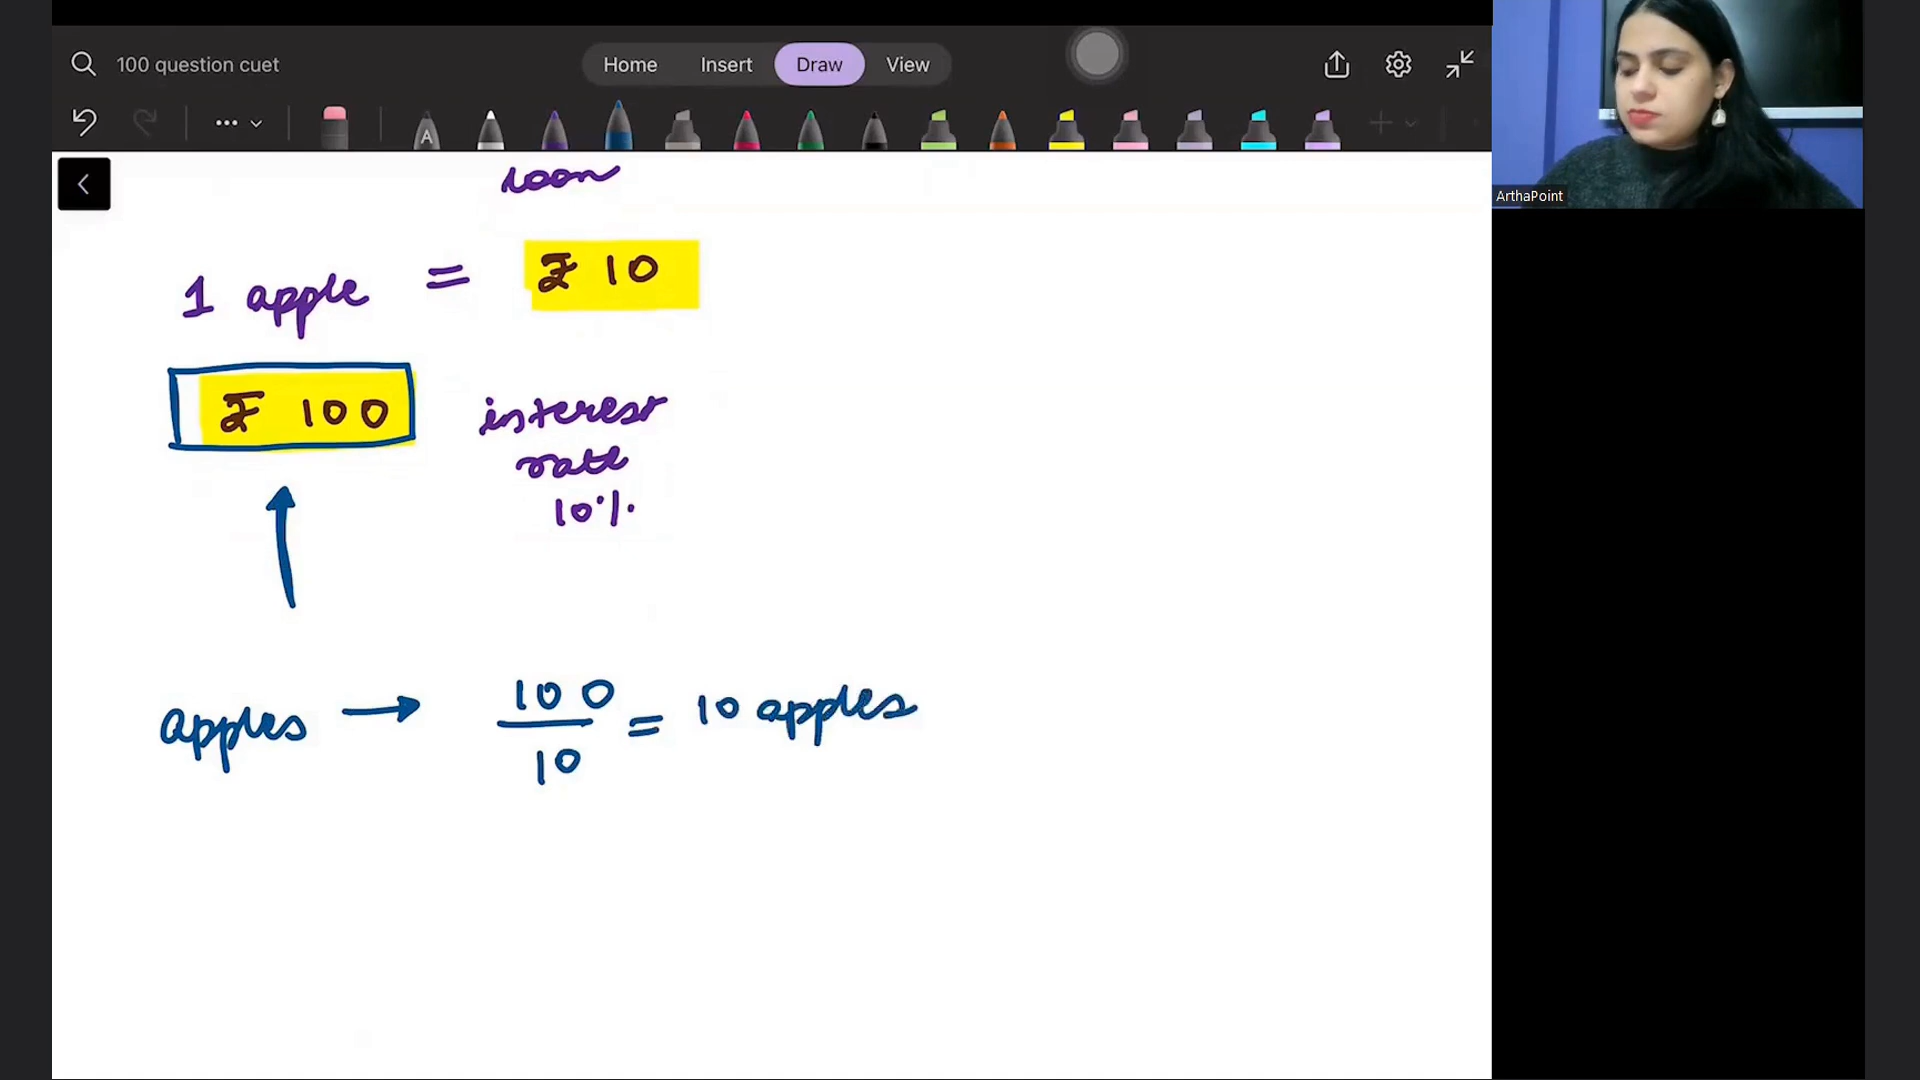 100 question cuet
Home Insert Draw View
A
ArthaPoint
1 apple = ₹ 10
₹ 100
interest
rate
10%
apples → 100/10 = 10 apples